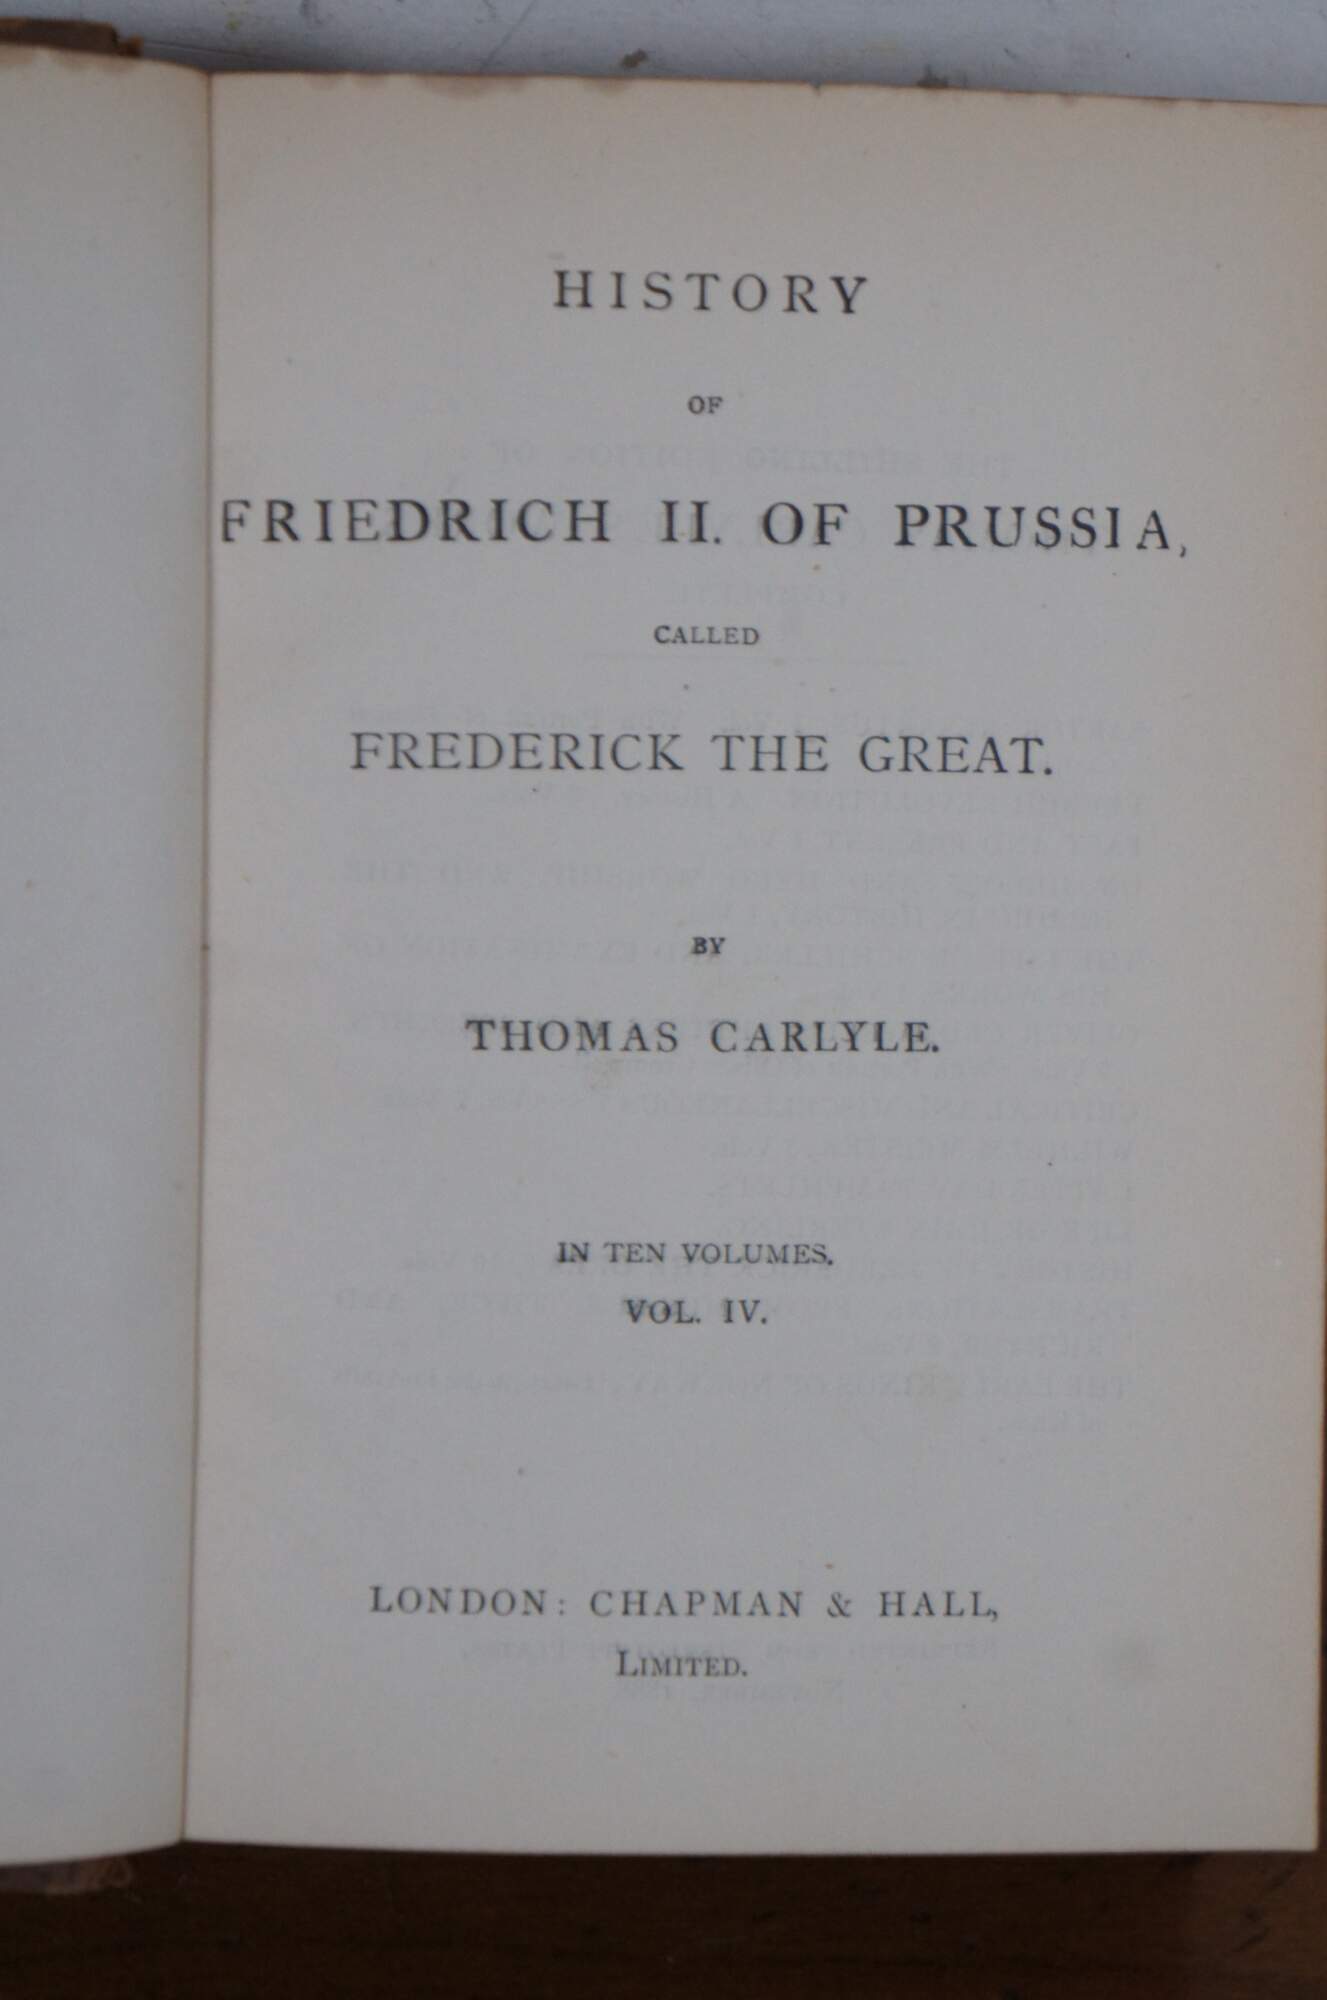 HISTORY
OF
FRIEDRICH II. OF PRUSSIA,
CALLED
FREDERICK THE GREAT.
BY
THOMAS CARLYLE.
IN TEN VOLUMES.
VOL. IV.
LONDON: CHAPMAN & HALL,
LIMITED.